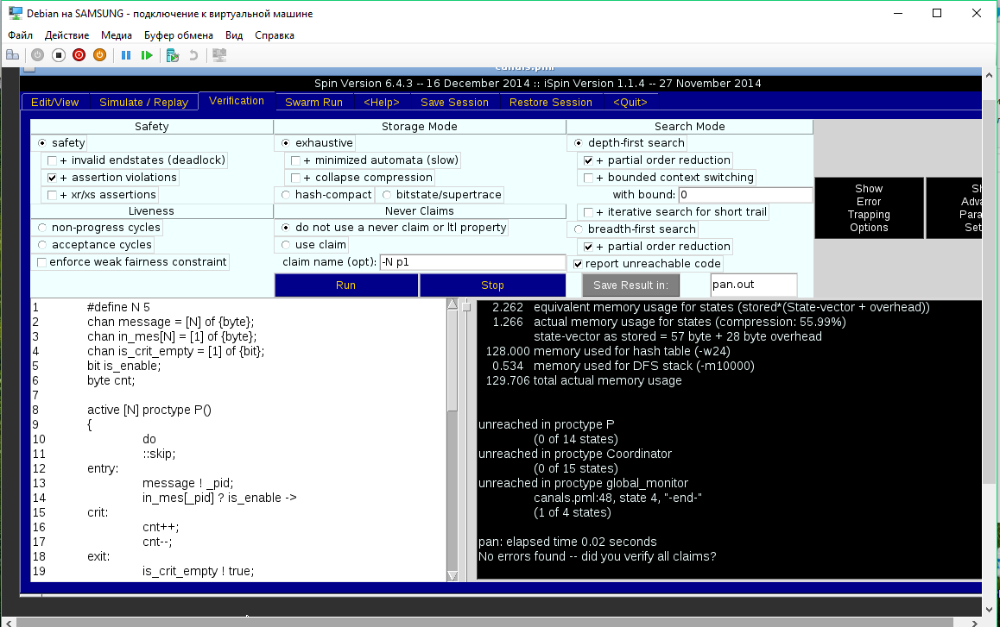 Debian на SAMSUNG - подключение к виртуальной машине
Файл Действие Медиа Буфер обмена Вид Справка
canals.pml
Spin Version 6.4.3 -- 16 December 2014 :: iSpin Version 1.1.4 -- 27 November 2014
Edit/View Simulate / Replay Verification Swarm Run <Help> Save Session Restore Session <Quit>
Safety Storage Mode Search Mode
safety exhaustive depth-first search
+ invalid endstates (deadlock) + minimized automata (slow) + partial order reduction
+ assertion violations + collapse compression + bounded context switching
+ xr/xs assertions hash-compact bitstate/supertrace with bound: 0
Liveness Never Claims + iterative search for short trail
non-progress cycles do not use a never claim or ltl property breadth-first search
acceptance cycles use claim + partial order reduction
enforce weak fairness constraint claim name (opt): -N p1 report unreachable code
Show
Error
Trapping
Options
Run Stop Save Result in: pan.out
1 #define N 5
2 chan message = [N] of {byte};
3 chan in_mes[N] = [1] of {byte};
4 chan is_crit_empty = [1] of {bit};
5 bit is_enable;
6 byte cnt;
7
8 active [N] proctype P()
9 {
10 do
11 ::skip;
12 entry:
13 message ! _pid;
14 in_mes[_pid] ? is_enable ->
15 crit:
16 cnt++;
17 cnt--;
18 exit:
19 is_crit_empty ! true;
2.262 equivalent memory usage for states (stored*(State-vector + overhead))
1.266 actual memory usage for states (compression: 55.99%)
state-vector as stored = 57 byte + 28 byte overhead
128.000 memory used for hash table (-w24)
0.534 memory used for DFS stack (-m10000)
129.706 total actual memory usage
unreached in proctype P
(0 of 14 states)
unreached in proctype Coordinator
(0 of 15 states)
unreached in proctype global_monitor
canals.pml:48, state 4, "-end-"
(1 of 4 states)
pan: elapsed time 0.02 seconds
No errors found -- did you verify all claims?